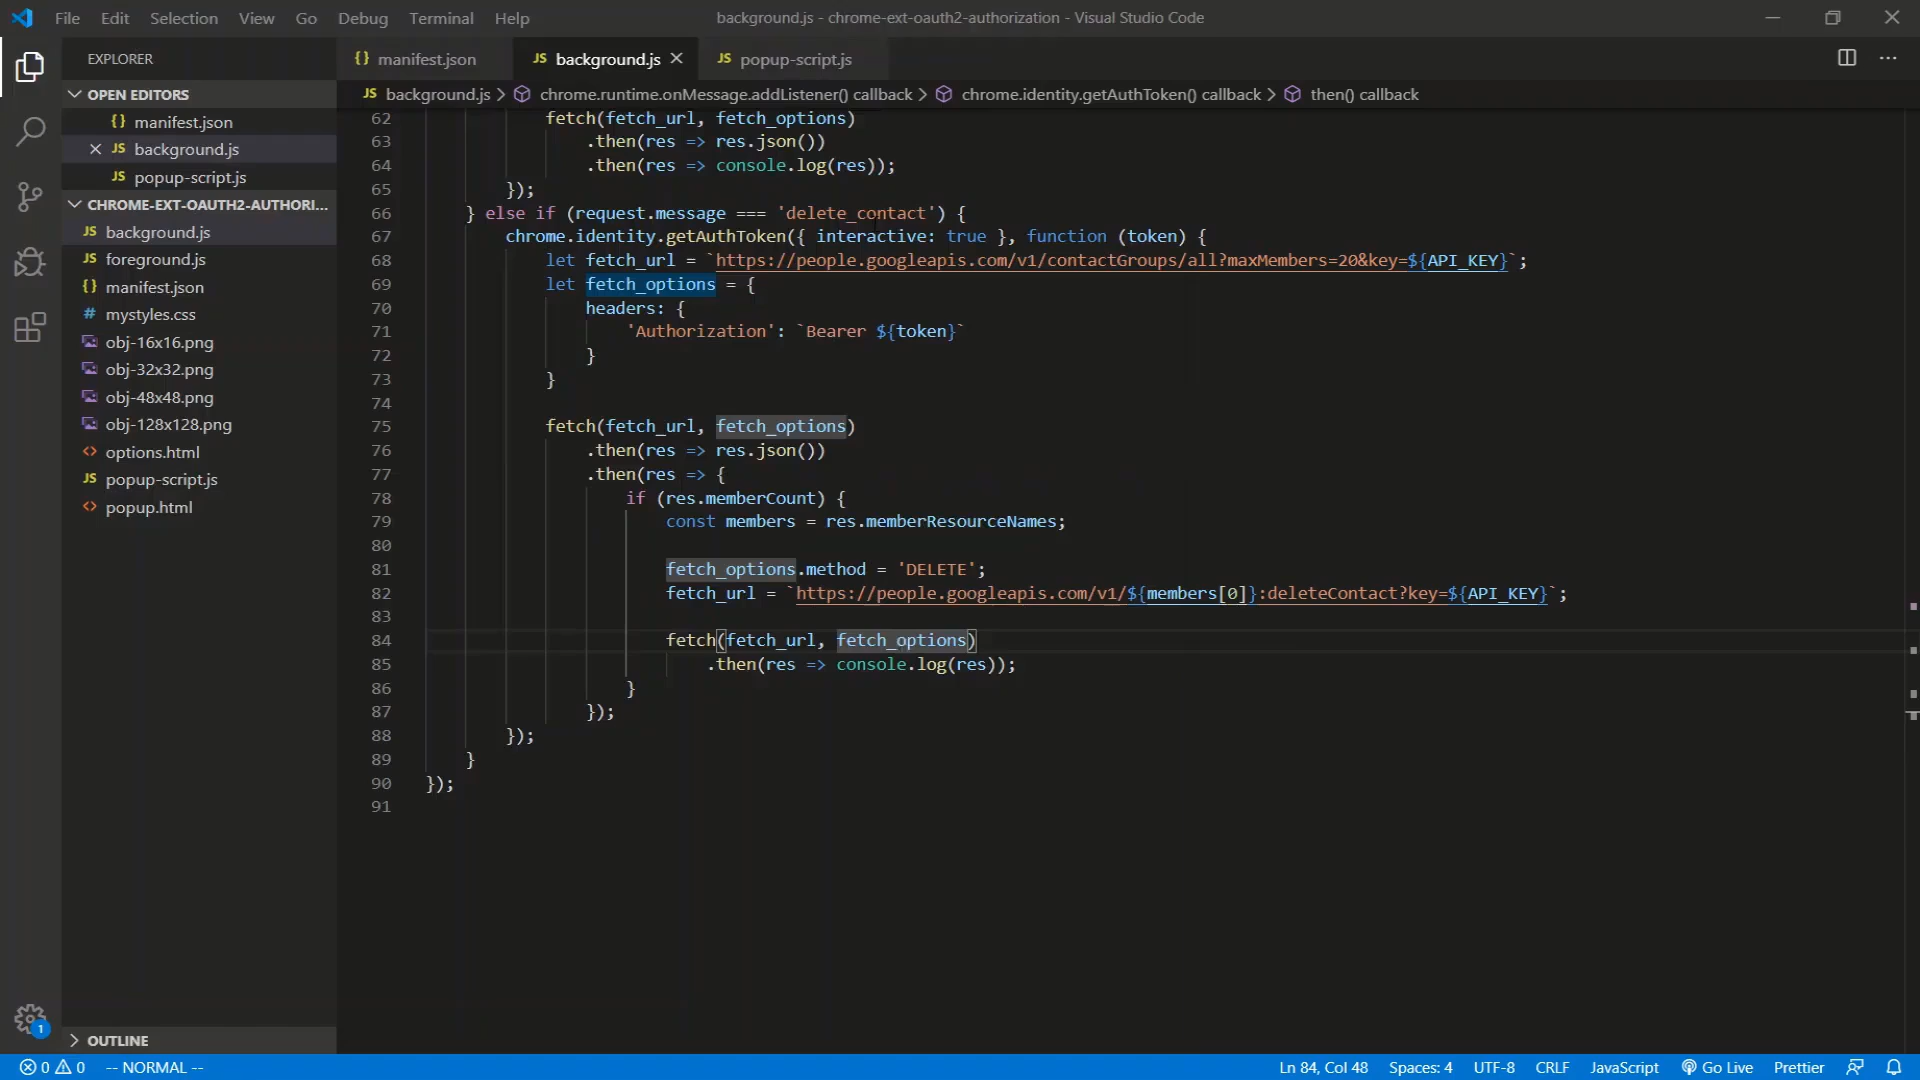 File Edit Selection View Go Debug Terminal Help
background.js - chrome-ext-oauth2-authorization - Visual Studio Code
EXPLORER
OPEN EDITORS
{} manifest.json
JS background.js
JS popup-script.js
CHROME-EXT-OAUTH2-AUTHORI...
JS background.js
JS foreground.js
{} manifest.json
# mystyles.css
obj-16x16.png
obj-32x32.png
obj-48x48.png
obj-128x128.png
<> options.html
JS popup-script.js
<> popup.html
OUTLINE
{} manifest.json JS background.js JS popup-script.js
JS background.js > chrome.runtime.onMessage.addListener() callback > chrome.identity.getAuthToken() callback > then() callback
62 fetch(fetch_url, fetch_options)
63 .then(res => res.json())
64 .then(res => console.log(res));
65 });
66 } else if (request.message === 'delete_contact') {
67 chrome.identity.getAuthToken({ interactive: true }, function (token) {
68 let fetch_url = `https://people.googleapis.com/v1/contactGroups/all?maxMembers=20&key=${API_KEY}`;
69 let fetch_options = {
70 headers: {
71 'Authorization': `Bearer ${token}`
72 }
73 }
74
75 fetch(fetch_url, fetch_options)
76 .then(res => res.json())
77 .then(res => {
78 if (res.memberCount) {
79 const members = res.memberResourceNames;
80
81 fetch_options.method = 'DELETE';
82 fetch_url = `https://people.googleapis.com/v1/${members[0]}:deleteContact?key=${API_KEY}`;
83
84 fetch(fetch_url, fetch_options)
85 .then(res => console.log(res));
86 }
87 });
88 });
89 }
90 });
91
1
0 0 -- NORMAL -- Ln 84, Col 48 Spaces: 4 UTF-8 CRLF JavaScript Go Live Prettier